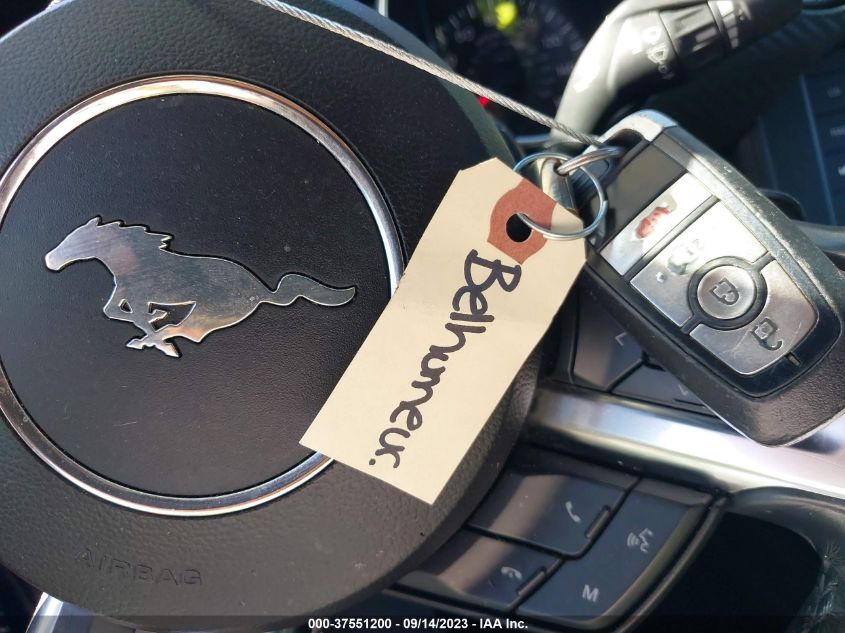 Belhumeur.
AIRBAG
M
000-37551200 - 09/14/2023 - IAA Inc.